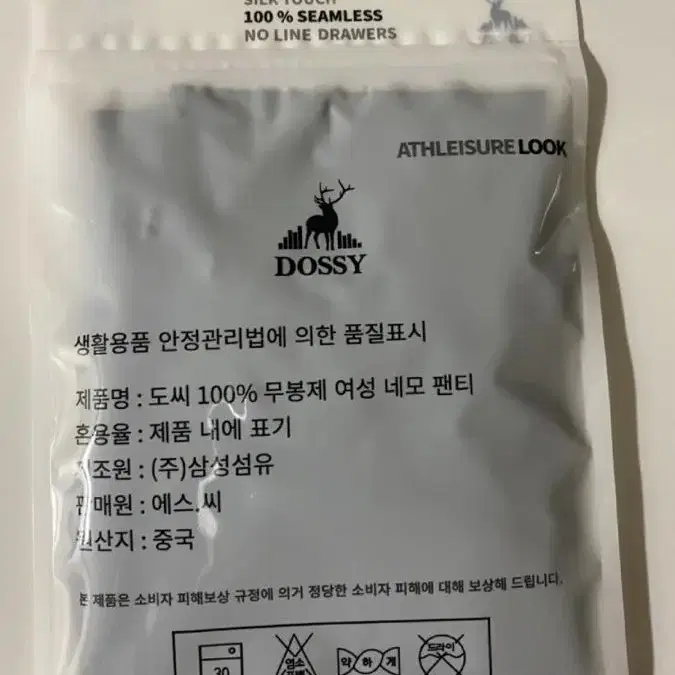 SILK TOUCH
100 % SEAMLESS
NO LINE DRAWERS
ATHLEISURE LOOK
DOSSY
생활용품 안정관리법에 의한 품질표시
제품명 : 도씨 100% 무봉제 여성 네모 팬티
혼용율 : 제품 내에 표기
제조원 : (주)삼성섬유
판매원 : 에스.씨
원산지 : 중국
본 제품은 소비자 피해보상 규정에 의거 정당한 소비자 피해에 대해 보상헤 드립니다.
30 염소 약하게 드라이